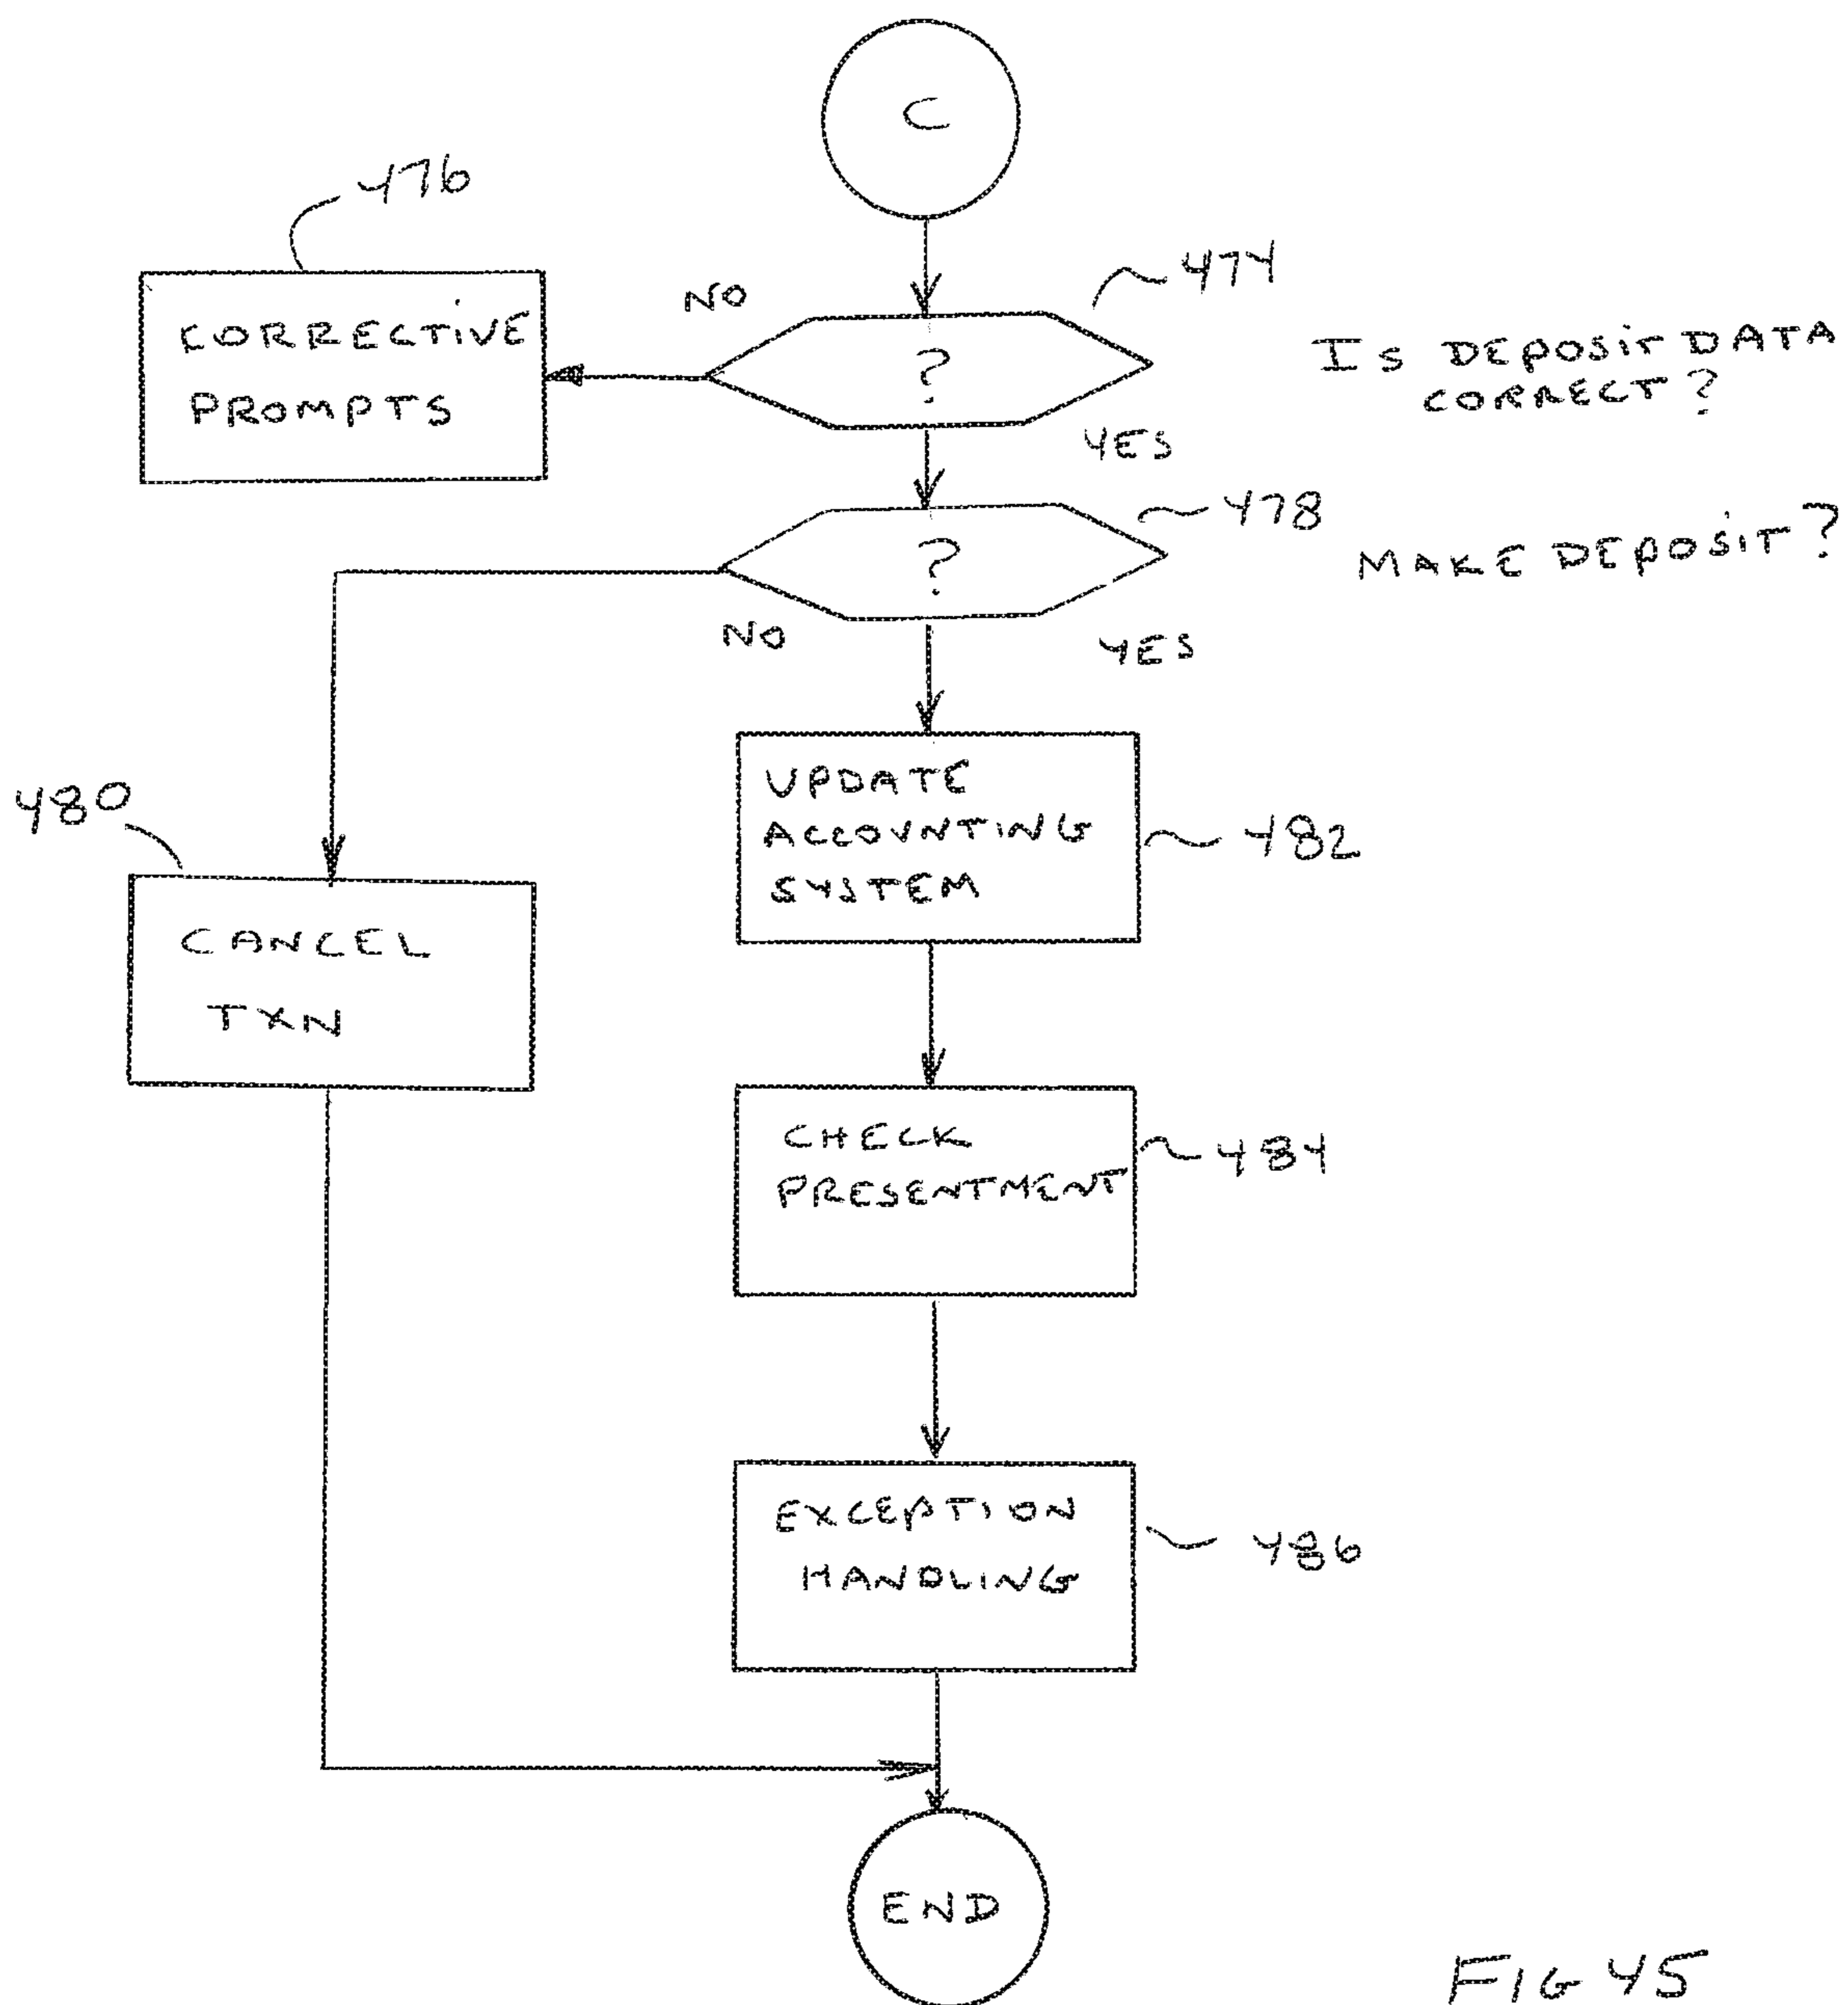 C
476
474
NO
CORRECTIVE
PROMPTS
?
IS DEPOSIT DATA
CORRECT?
YES
478
?
MAKE DEPOSIT?
NO
YES
480
UPDATE
ACCOUNTING
SYSTEM
482
CANCEL
TXN
CHECK
PRESENTMENT
484
EXCEPTION
HANDLING
486
END
FIG 45